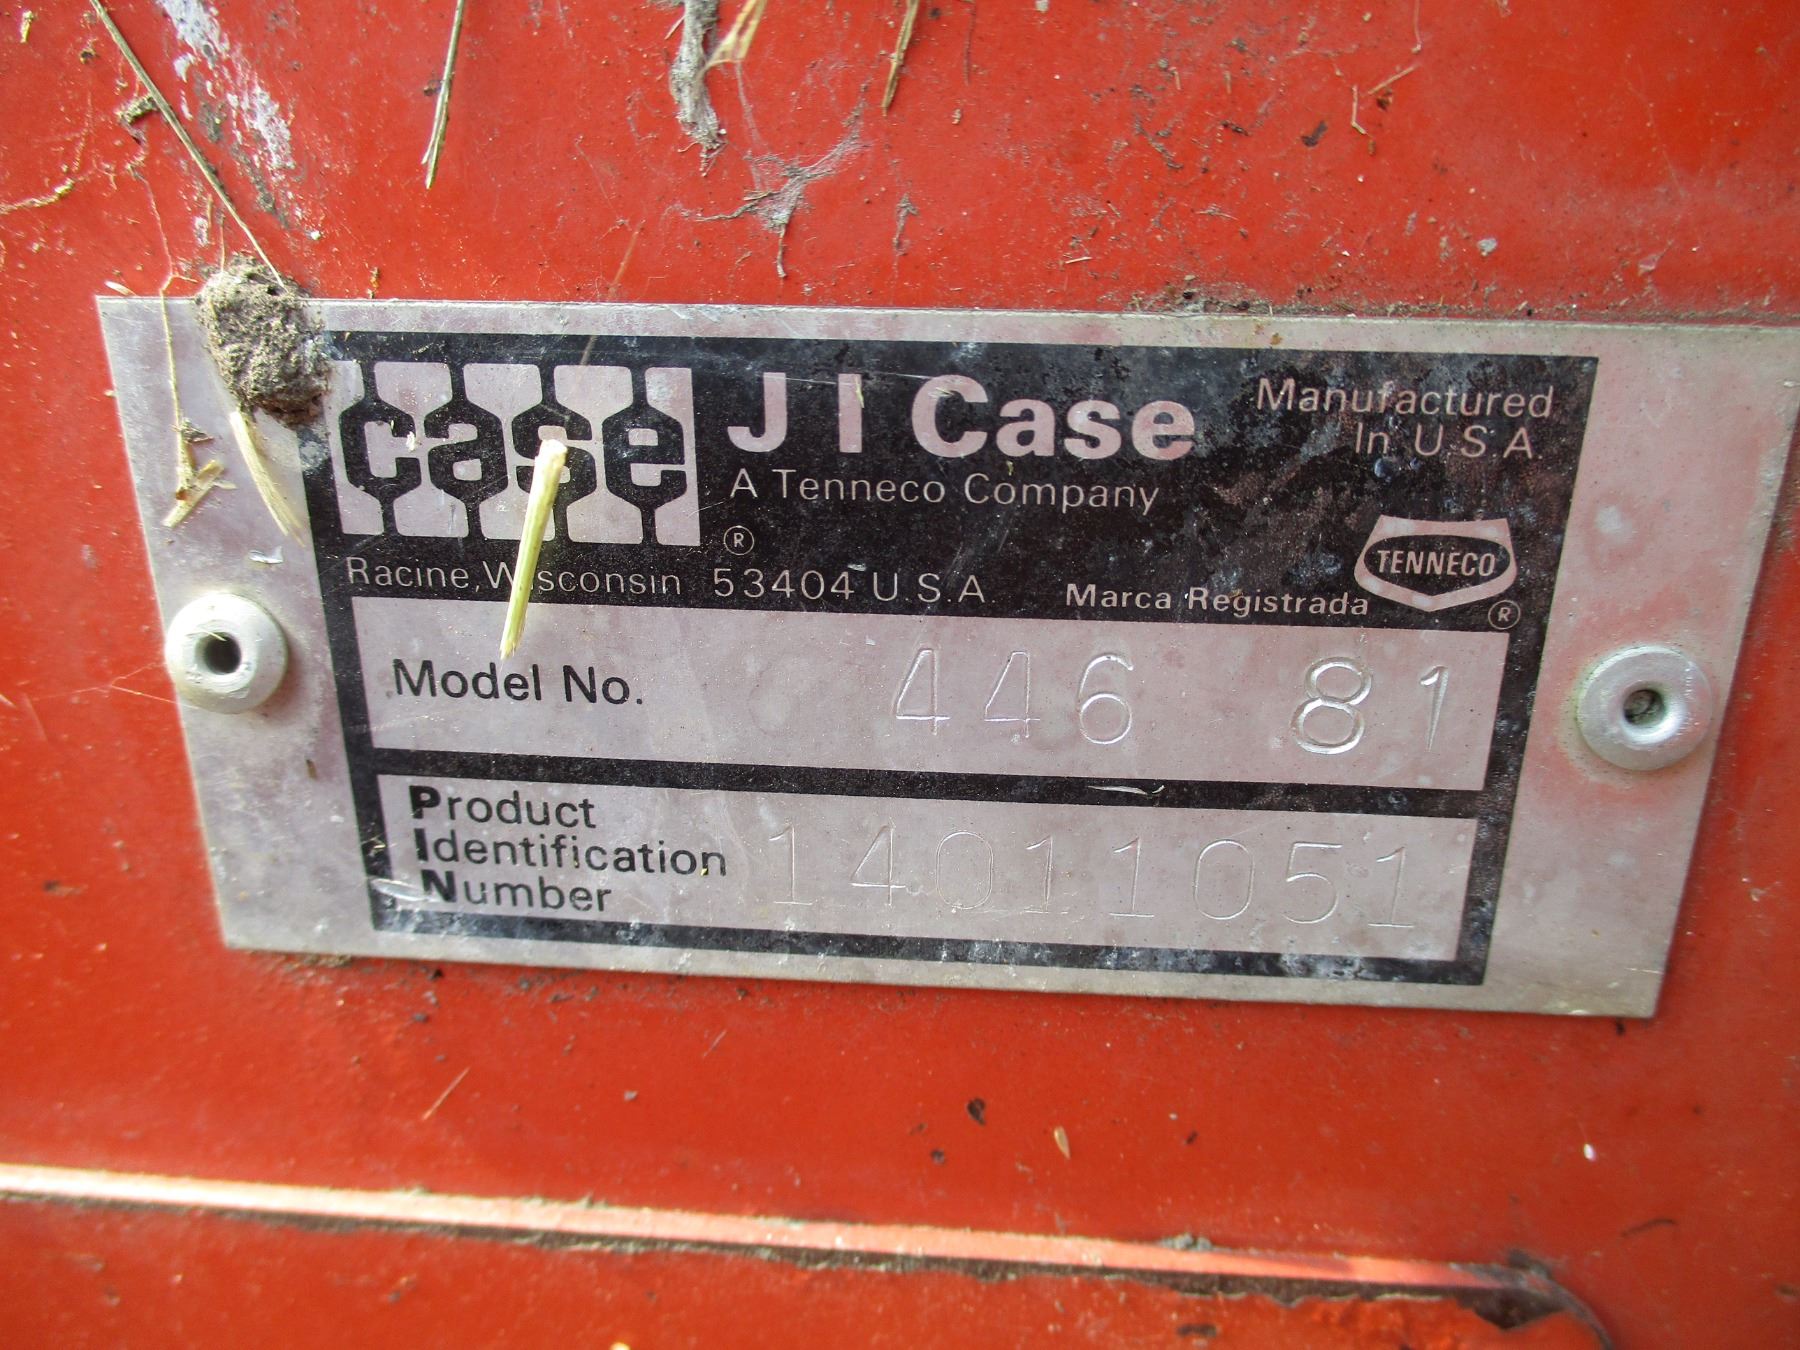 case ®
J I Case
A Tenneco Company
Manufactured
In U.S.A.
Racine, Wisconsin 53404 U.S.A.
Marca Registrada
TENNECO ®
Model No. 446 81
Product
Identification
Number
14011051